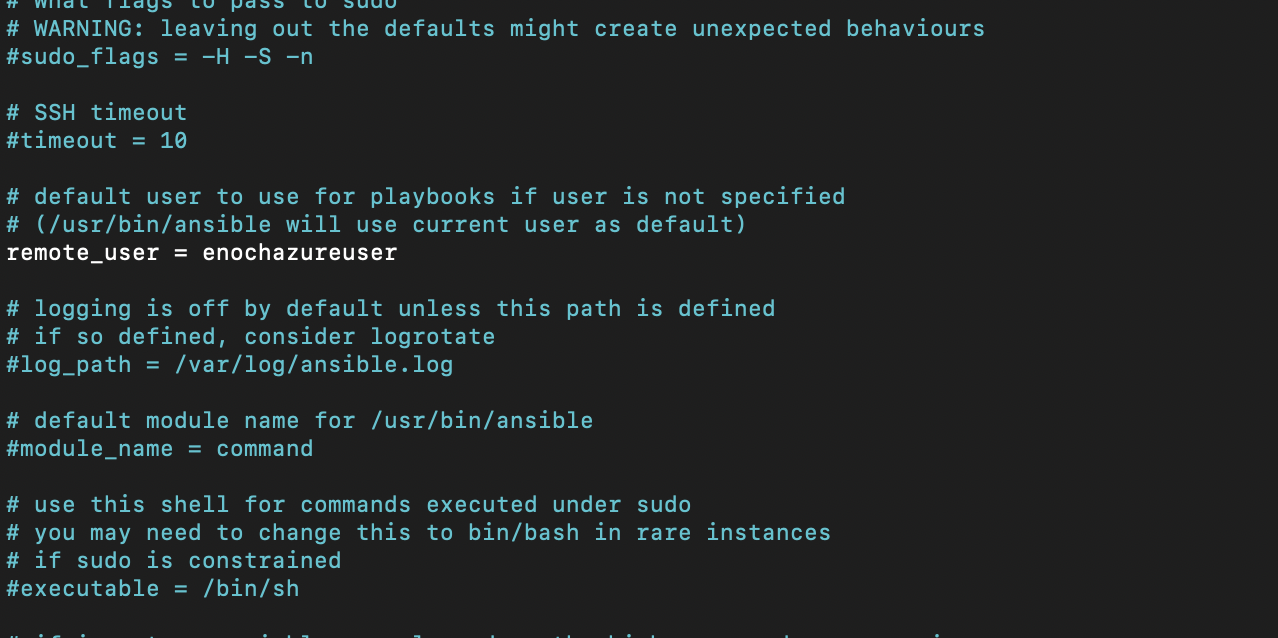 # What flags to pass to sudo
# WARNING: leaving out the defaults might create unexpected behaviours
#sudo_flags = -H -S -n
# SSH timeout
#timeout = 10
# default user to use for playbooks if user is not specified
# (/usr/bin/ansible will use current user as default)
remote_user = enochazureuser
# logging is off by default unless this path is defined
# if so defined, consider logrotate
#log_path = /var/log/ansible.log
# default module name for /usr/bin/ansible
#module_name = command
# use this shell for commands executed under sudo
# you may need to change this to bin/bash in rare instances
# if sudo is constrained
#executable = /bin/sh